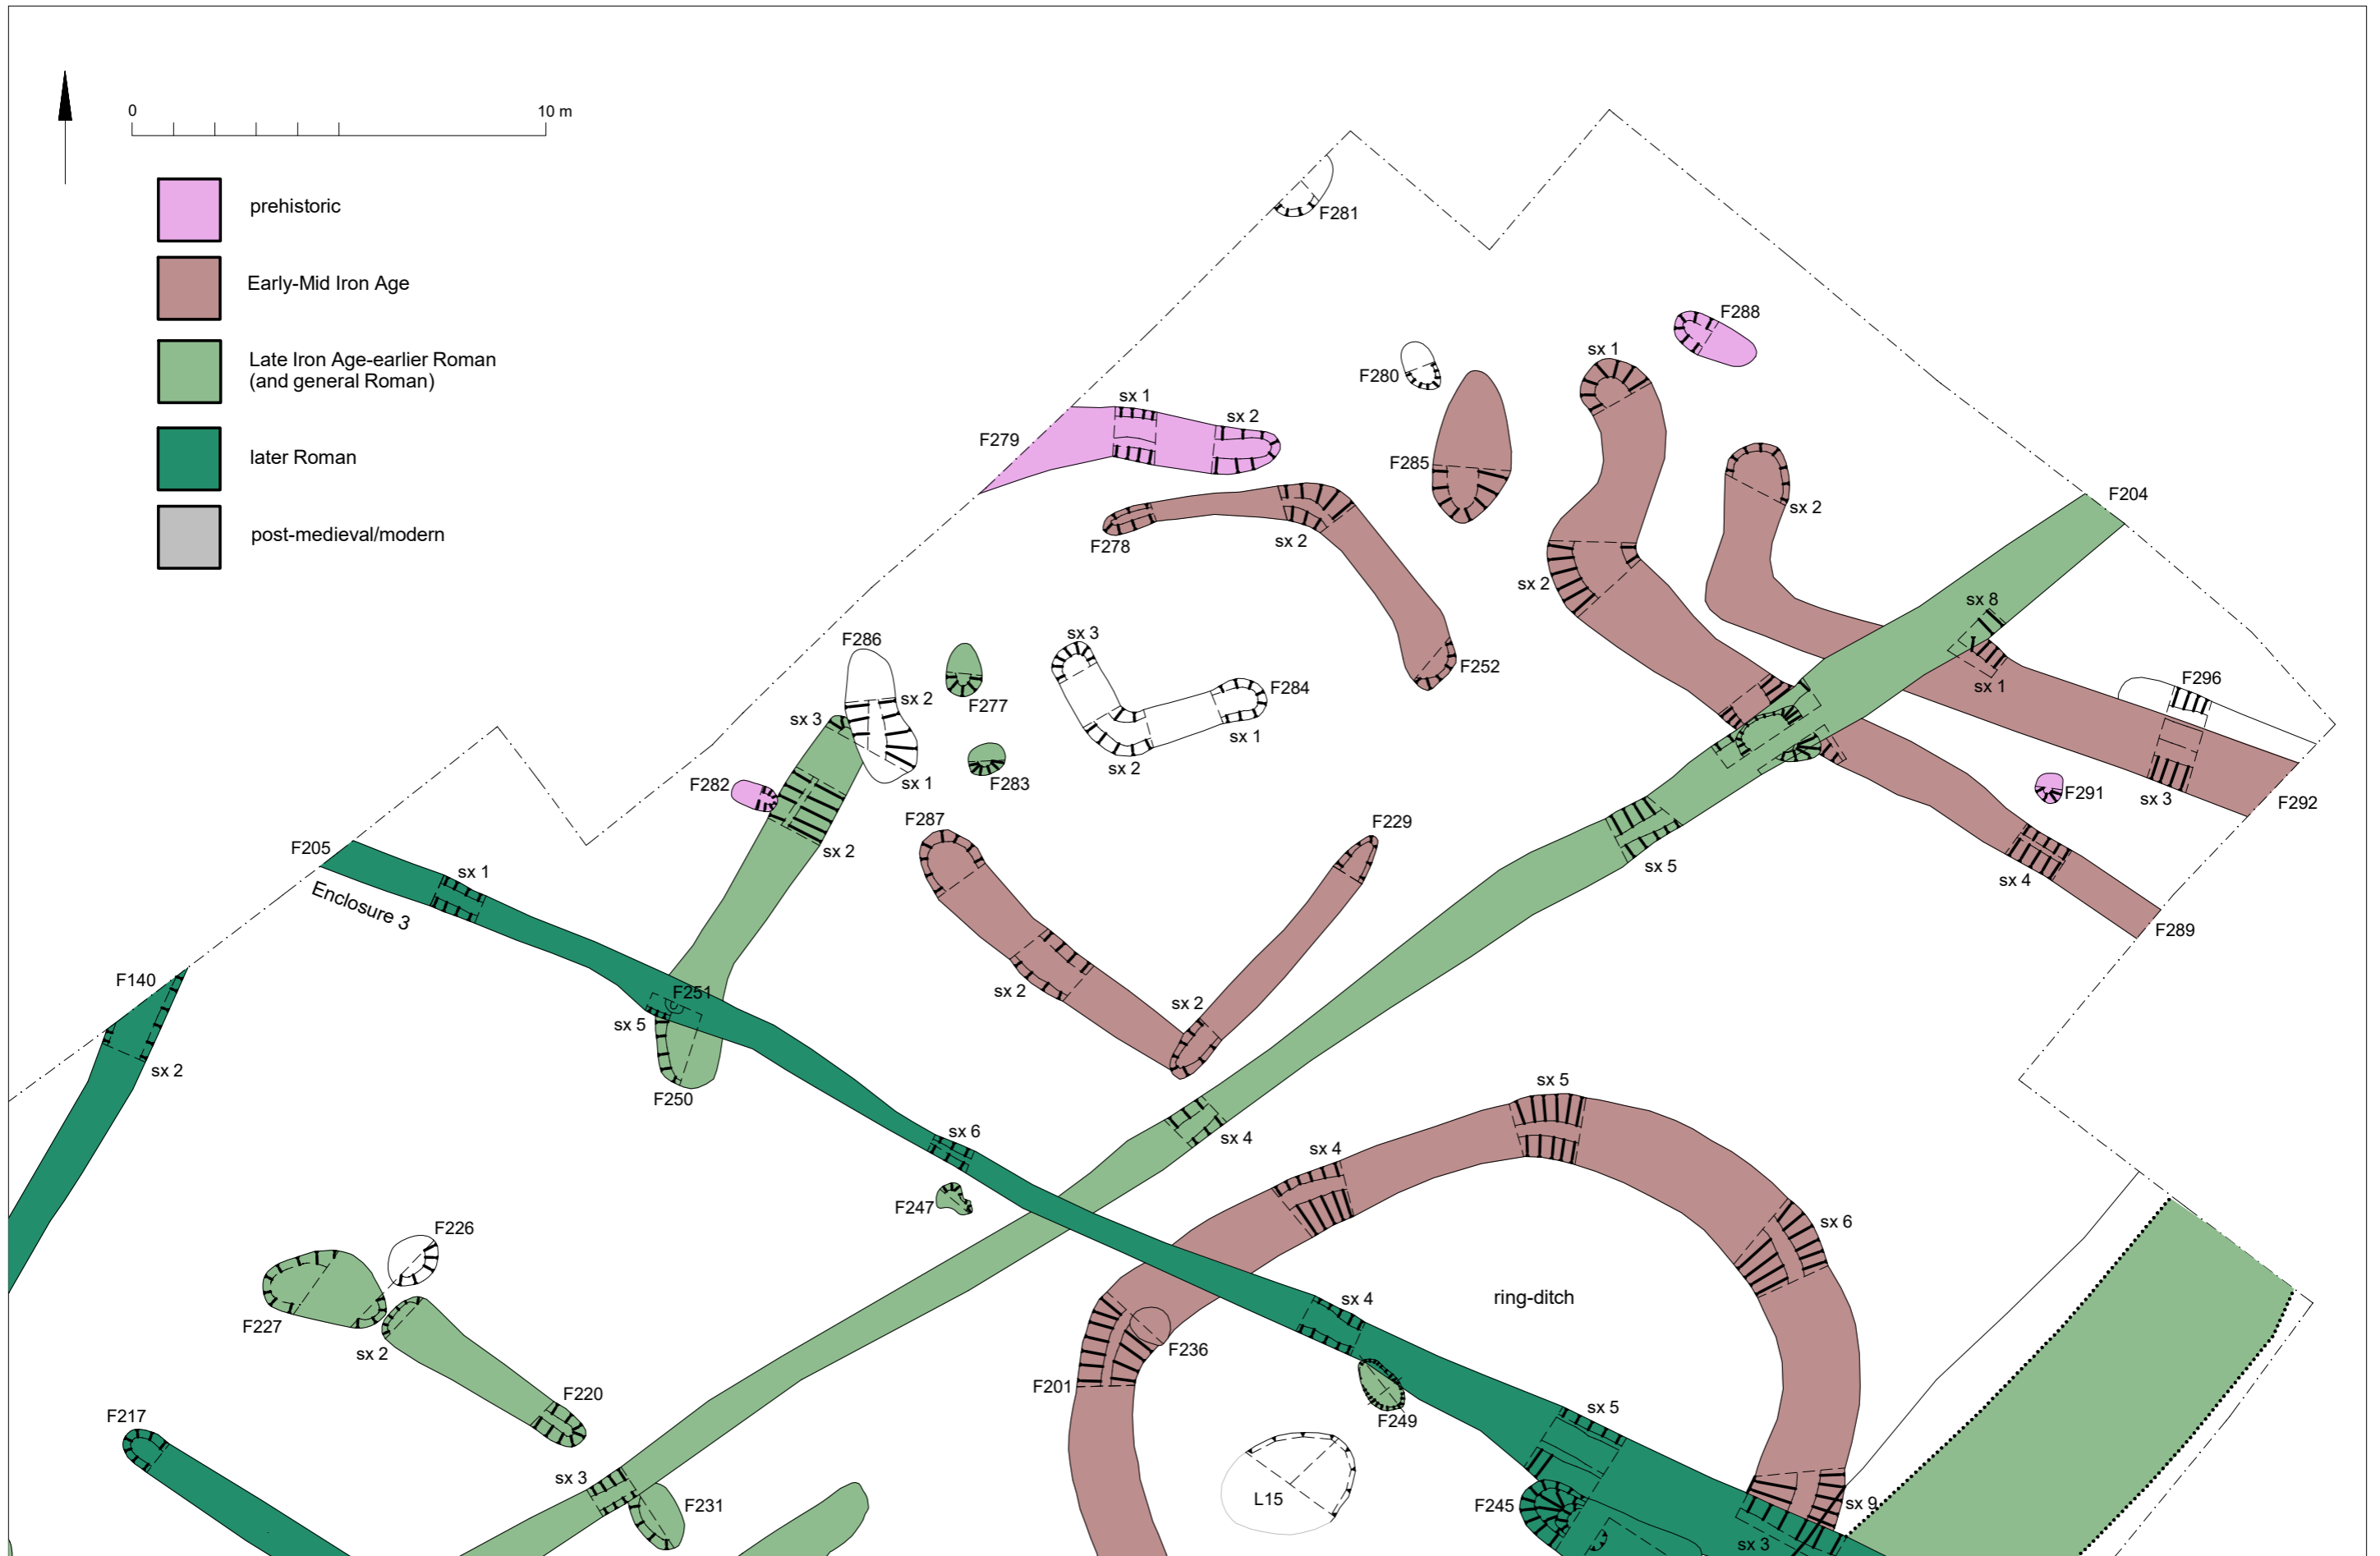 0 10 m
prehistoric
Early-Mid Iron Age
Late Iron Age-earlier Roman
(and general Roman)
later Roman
post-medieval/modern
F281
F288
sx 1
F280
sx 1
sx 2
F279
F285
sx 2
F204
F278
sx 2
sx 2
sx 8
F286
sx 3
F252
F284
sx 2
F277
sx 3
sx 1
sx 1
F296
sx 2
F282
sx 1
F283
F291
sx 3
F292
F287
F229
sx 2
F205
sx 1
sx 5
sx 4
Enclosure 3
F289
F140
F251
sx 2
sx 2
sx 5
sx 2
F250
sx 5
sx 6
sx 4
sx 4
F247
F226
sx 6
ring-ditch
sx 4
F227
sx 2
F236
F201
F220
F249
F217
sx 5
sx 3
L15
F231
F245
sx 9
sx 3